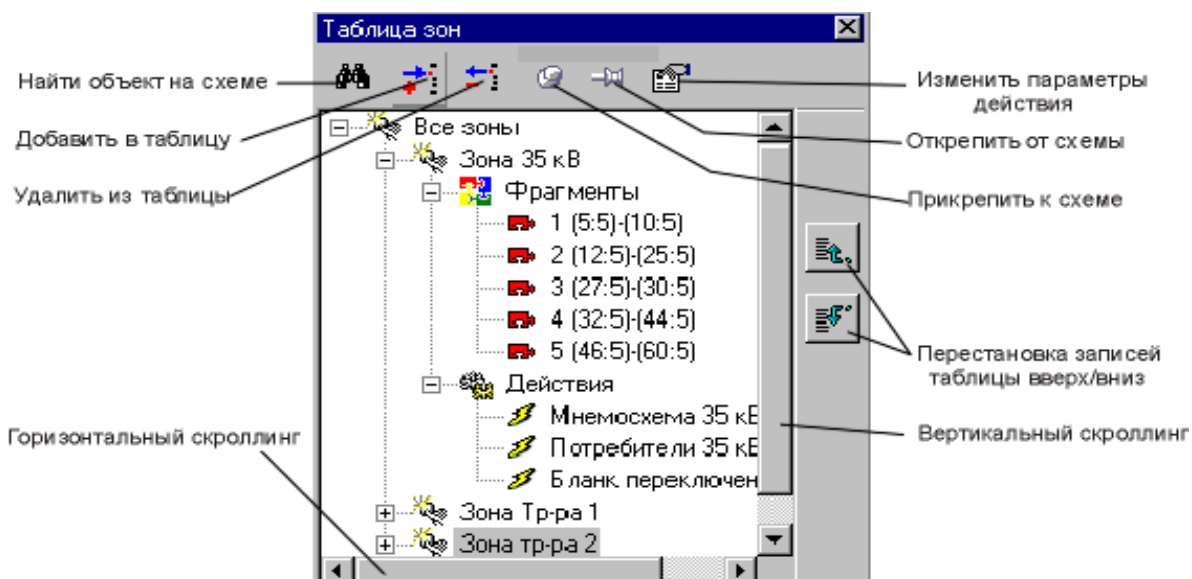 Таблица зон
Найти объект на схеме
Добавить в таблицу
Удалить из таблицы
Изменить параметры
действия
Открепить от схемы
Прикрепить к схеме
Все зоны
Зона 35 кВ
Фрагменты
1 (5:5)-(10:5)
2 (12:5)-(25:5)
3 (27:5)-(30:5)
4 (32:5)-(44:5)
5 (46:5)-(60:5)
Действия
Мнемосхема 35 кВ
Потребители 35 кВ
Бланк переключен
Зона Тр-ра 1
Зона тр-ра 2
Перестановка записей
таблицы вверх/вниз
Горизонтальный скроллинг
Вертикальный скроллинг